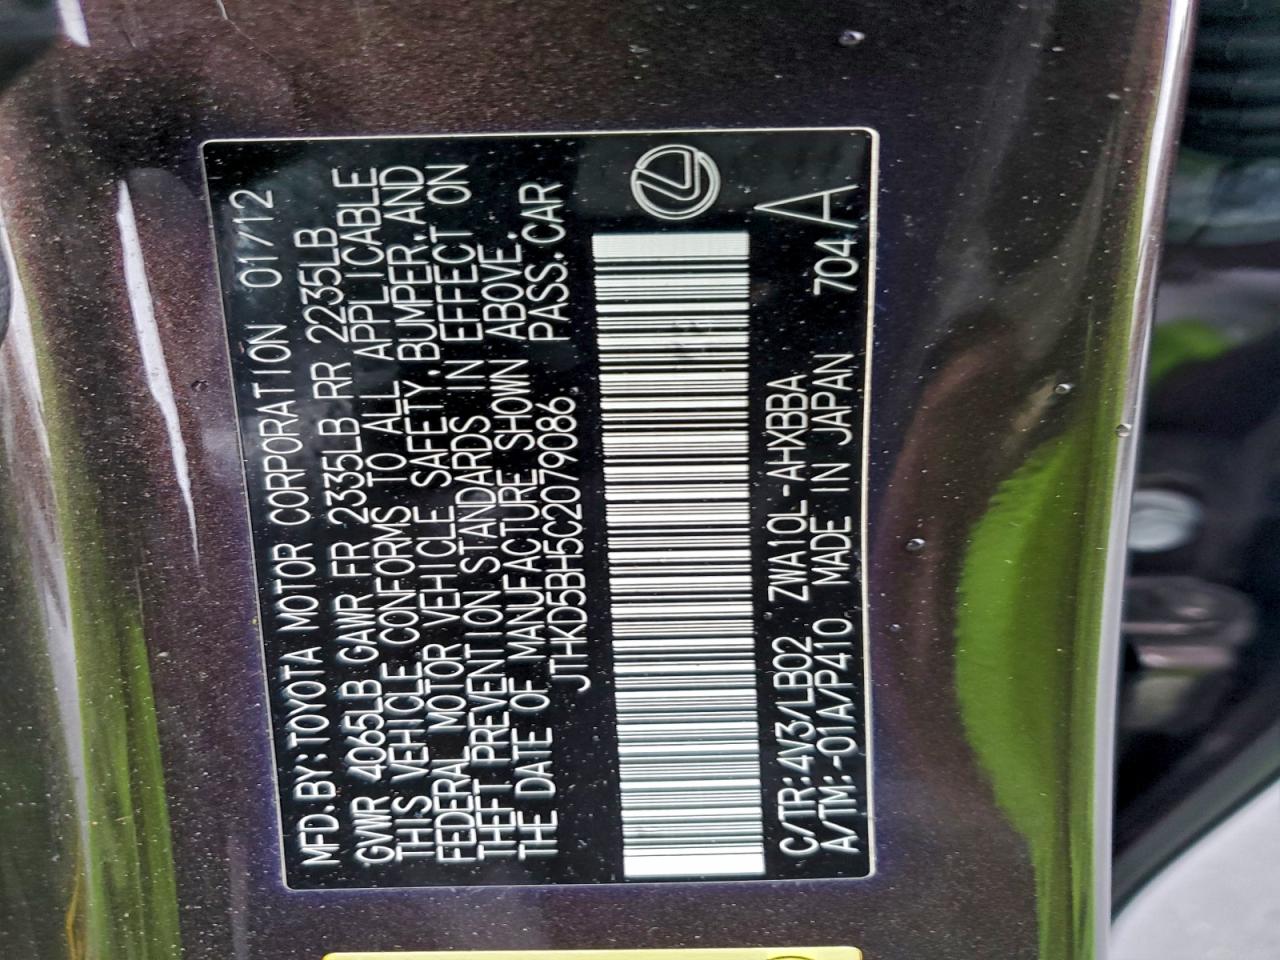 MFD.BY:TOYOTA MOTOR CORPORATION 01/12
GVWR 4065LB GAWR FR 2335LB RR 2235LB
THIS VEHICLE CONFORMS TO ALL APPLICABLE
FEDERAL MOTOR VEHICLE SAFETY,BUMPER,AND
THEFT PREVENTION STANDARDS IN EFFECT ON
THE DATE OF MANUFACTURE SHOWN ABOVE.
JTHKD5BH5C2079086 PASS.CAR
C/TR:4V3/LB02 ZWA10L-AHXBBA
A/TM:-01A/P410 MADE IN JAPAN 704 A